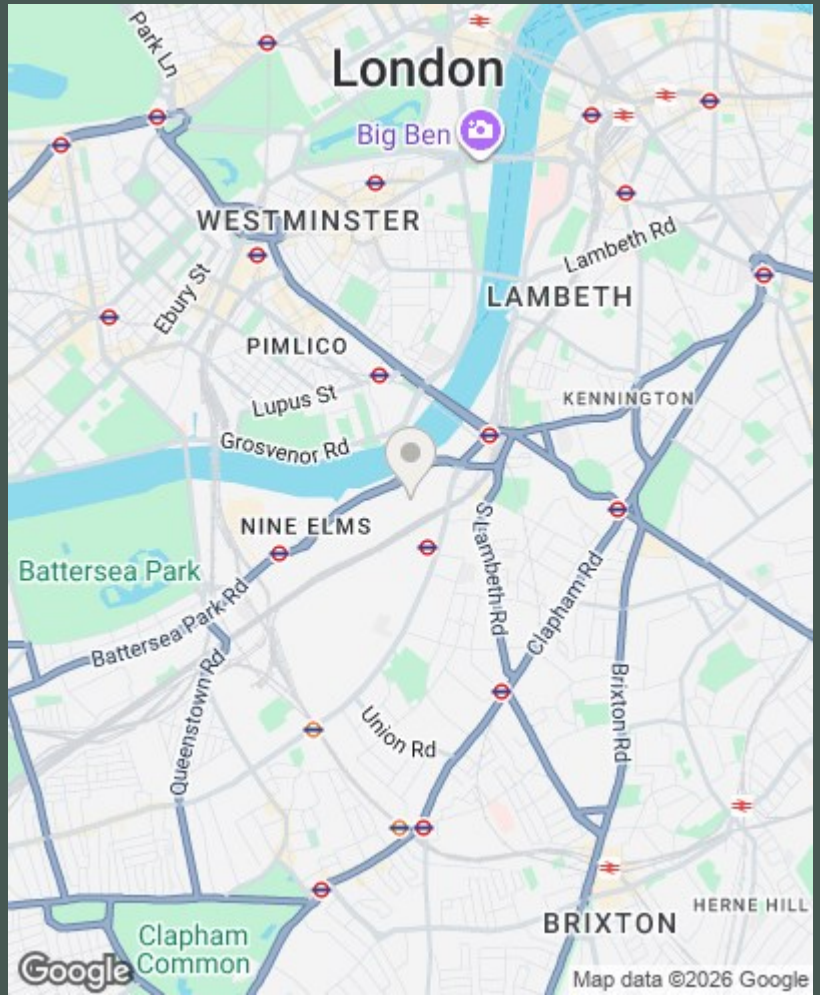 Park Ln
London
Big Ben
WESTMINSTER
Lambeth Rd
Ebury St
LAMBETH
PIMLICO
Lupus St
KENNINGTON
Grosvenor Rd
NINE ELMS
S Lambeth Rd
Battersea Park
Clapham Rd
Battersea Park Rd
Queenstown Rd
Brixton Rd
Union Rd
HERNE HILL
BRIXTON
Clapham
Common
Google
Map data ©2026 Google